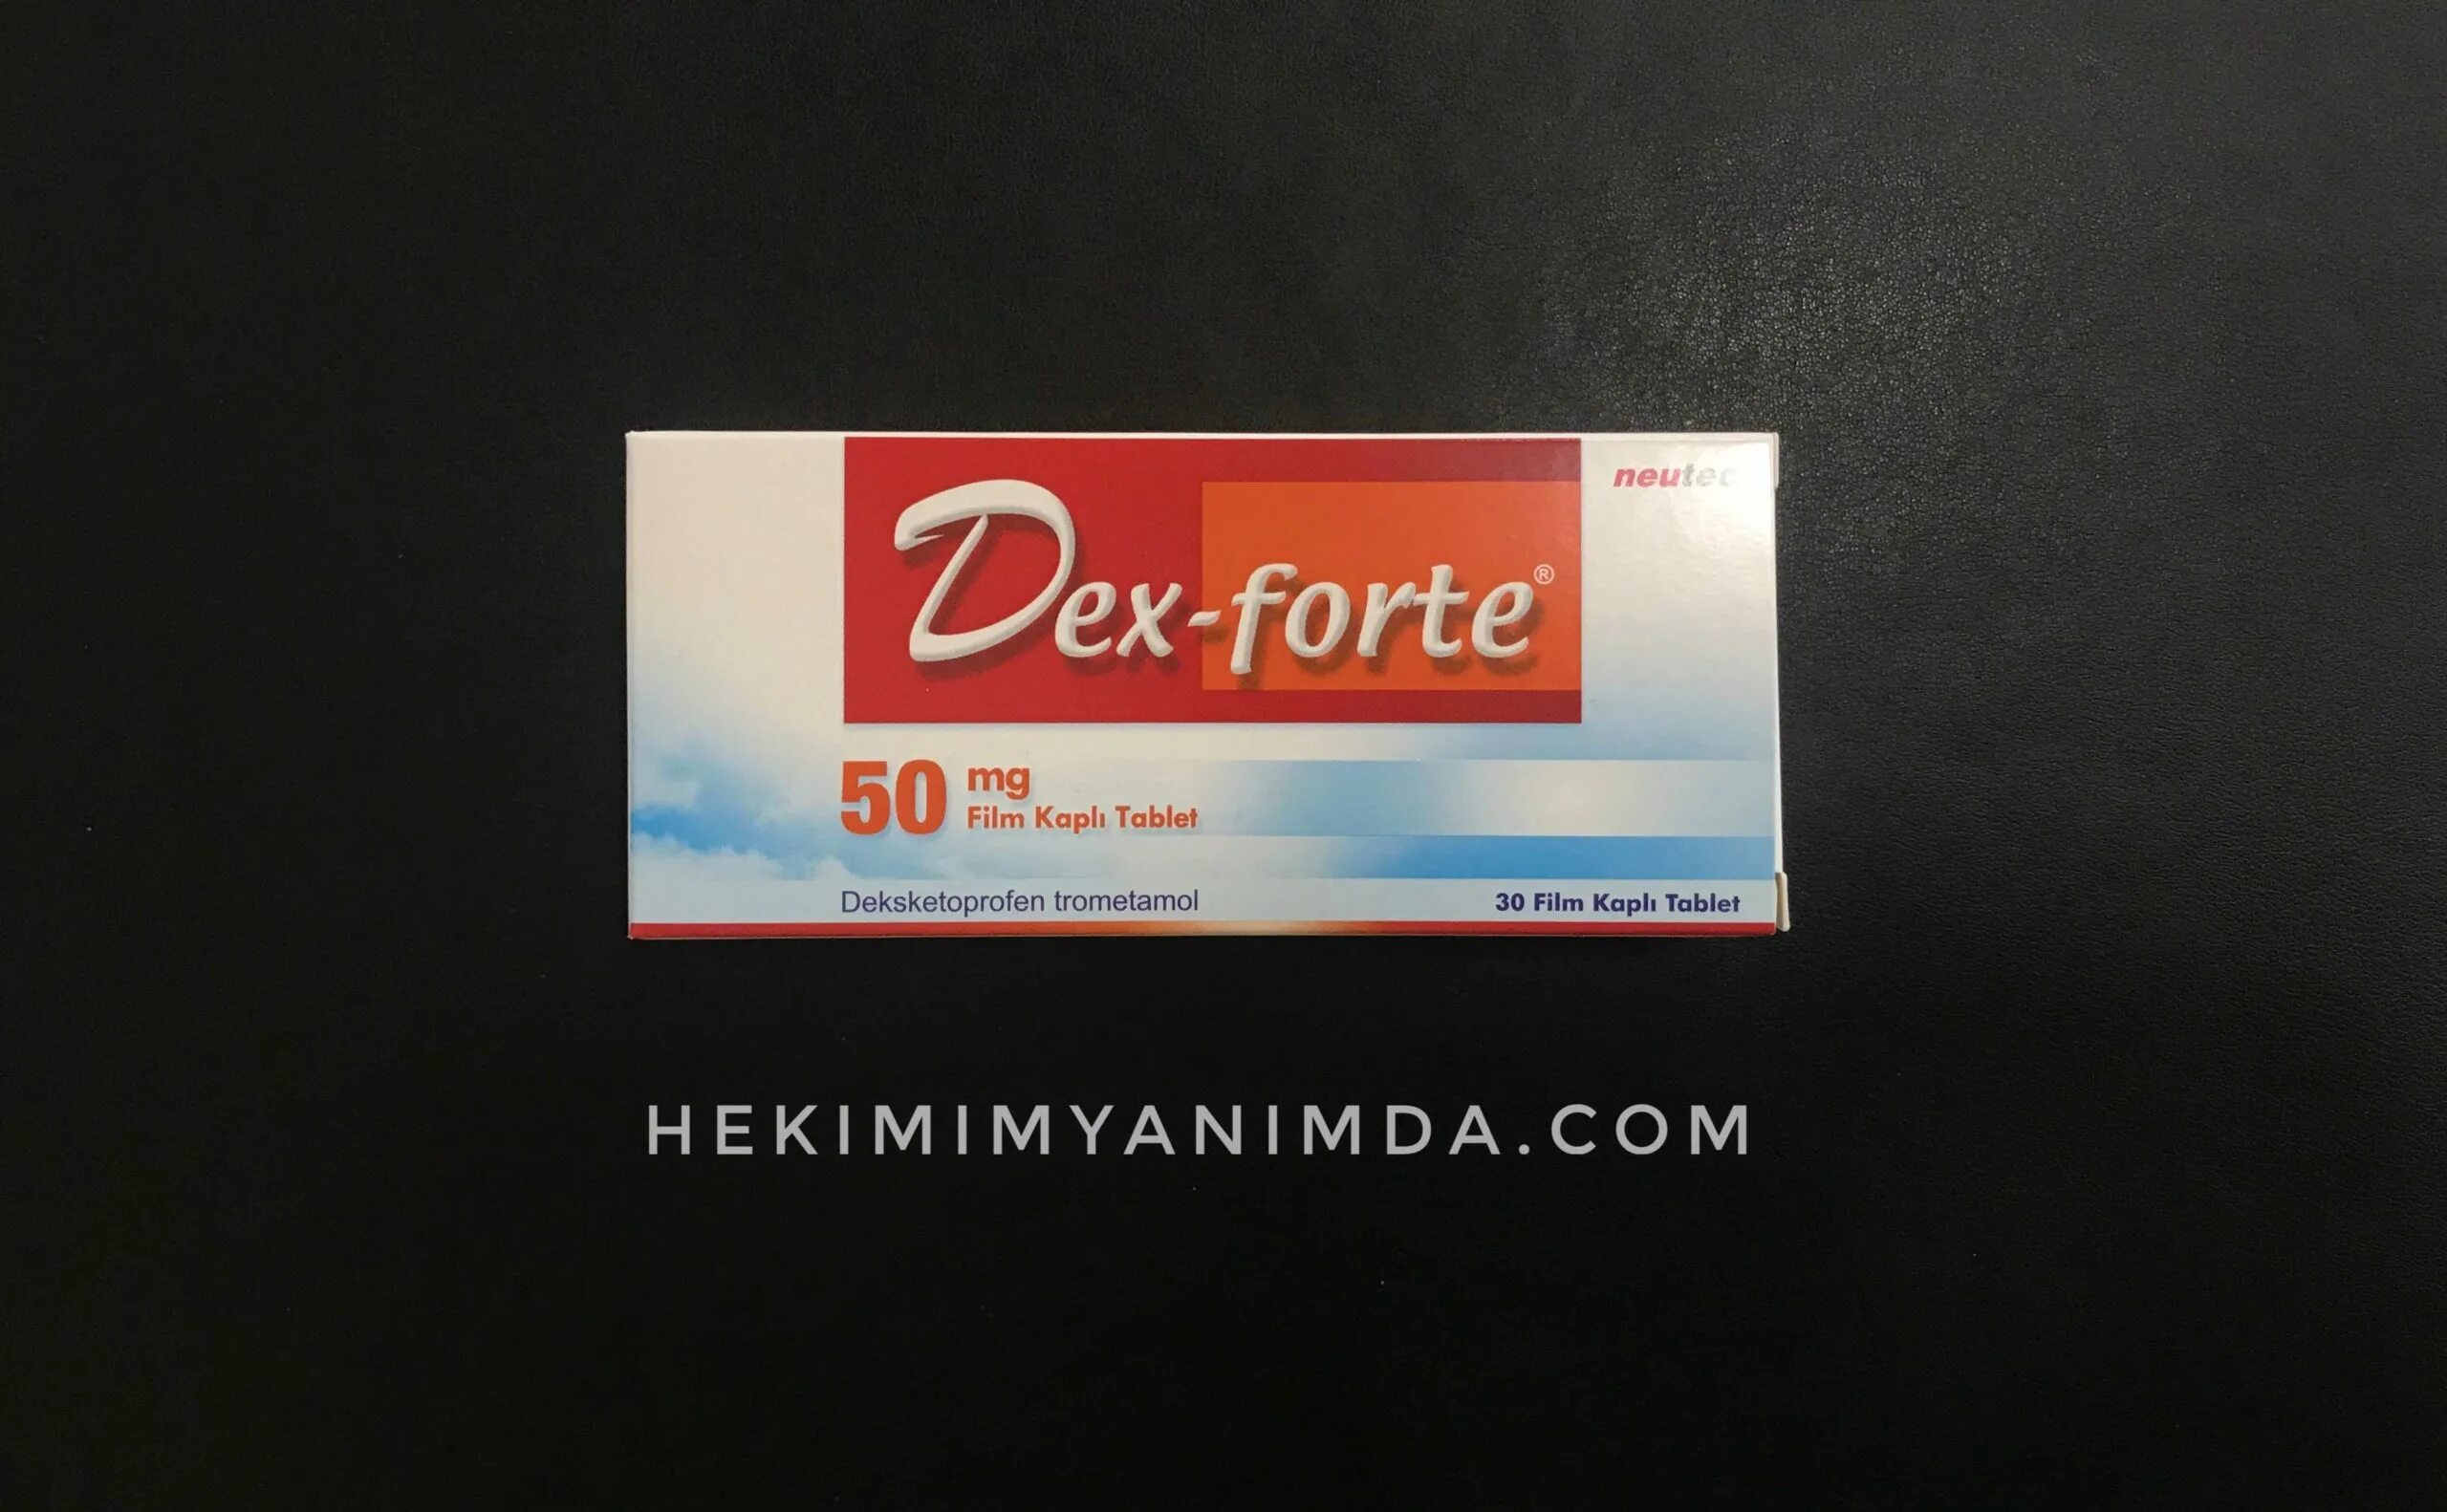 neutec
Dex-forte®
50 mg
Film Kaplı Tablet
Deksketoprofen trometamol
30 Film Kaplı Tablet
HEKIMIMYANIMDA.COM